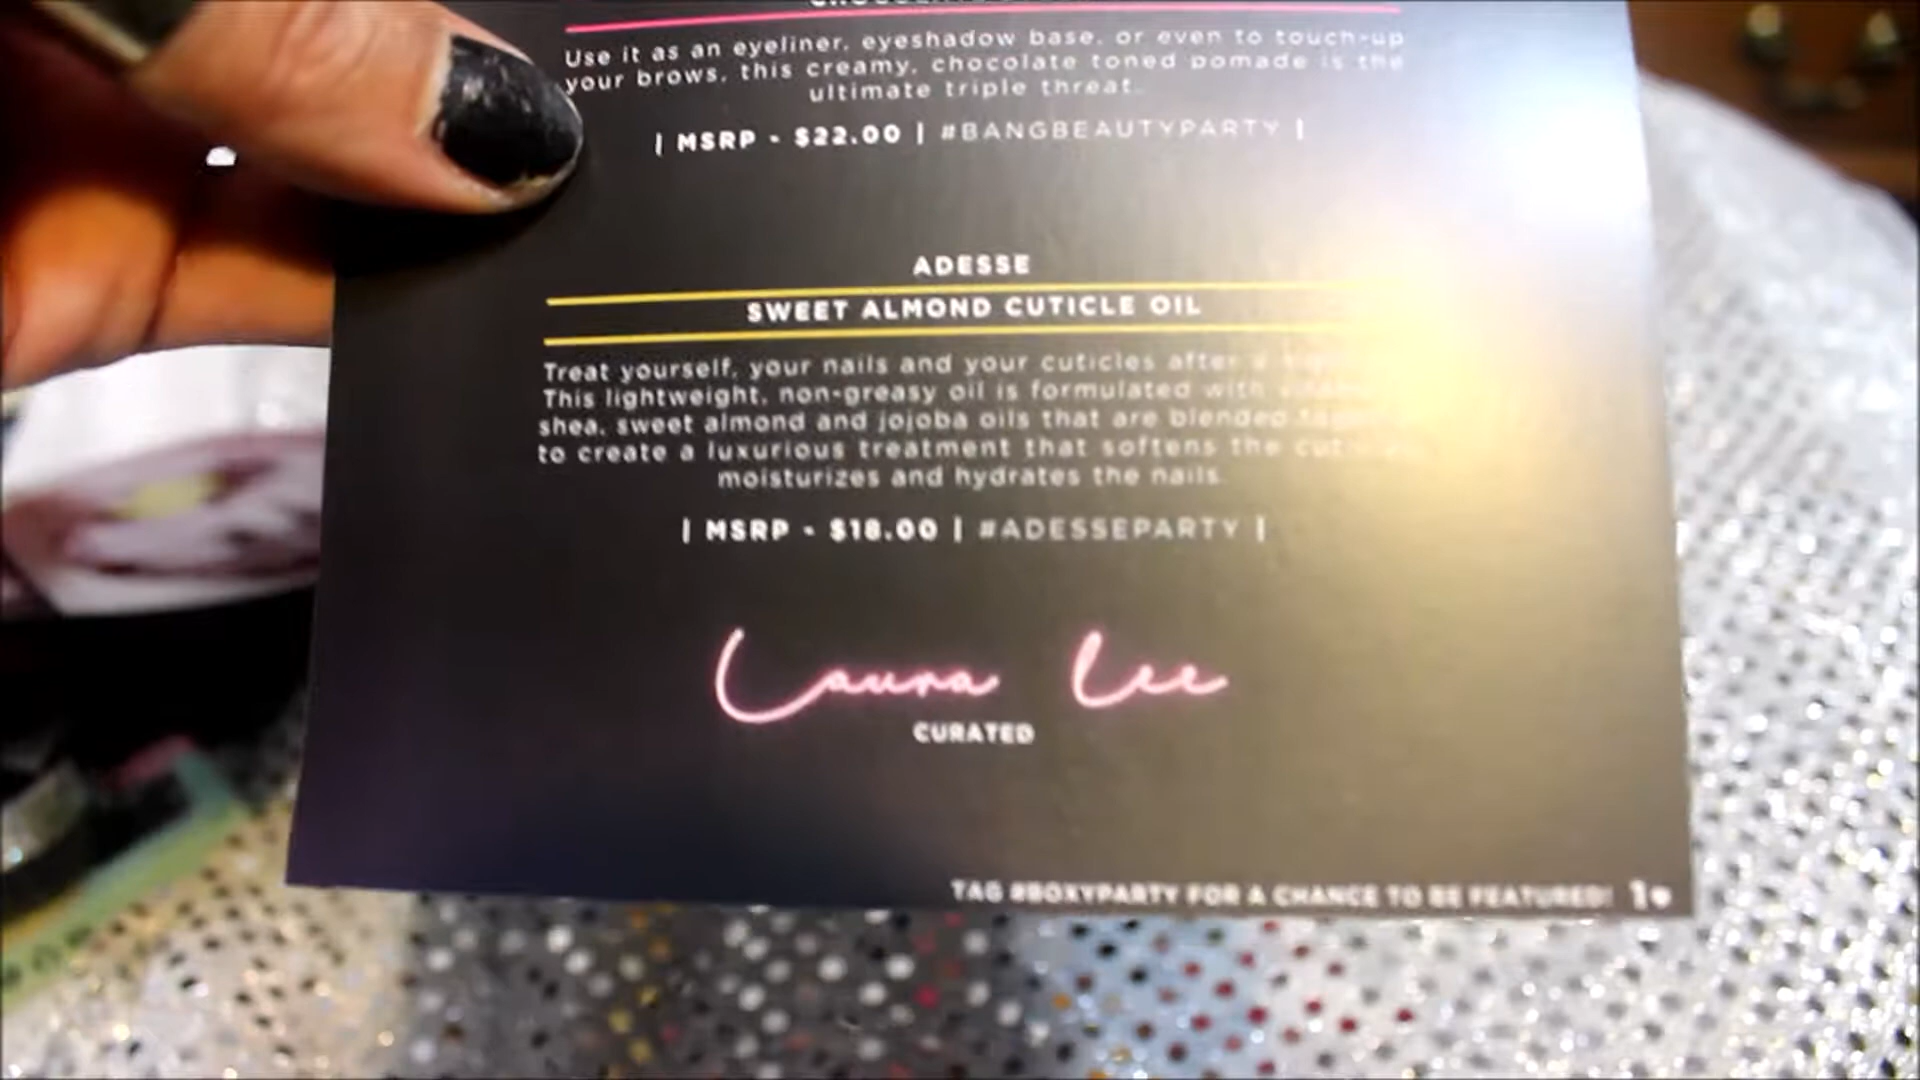 Use it as an eyeliner, eyeshadow base, or even to touch-up
your brows, this creamy, chocolate toned pomade is the
ultimate triple threat.
| MSRP - $22.00 | #BANGBEAUTYPARTY |
ADESSE
SWEET ALMOND CUTICLE OIL
Treat yourself, your nails and your cuticles after a
This lightweight, non-greasy oil is formulated with
shea, sweet almond and jojoba oils that are blended
to create a luxurious treatment that softens the
moisturizes and hydrates the nails.
| MSRP - $18.00 | #ADESSEPARTY |
Laura Lee
CURATED
TAG #BOXYPARTY FOR A CHANCE TO BE FEATURED!